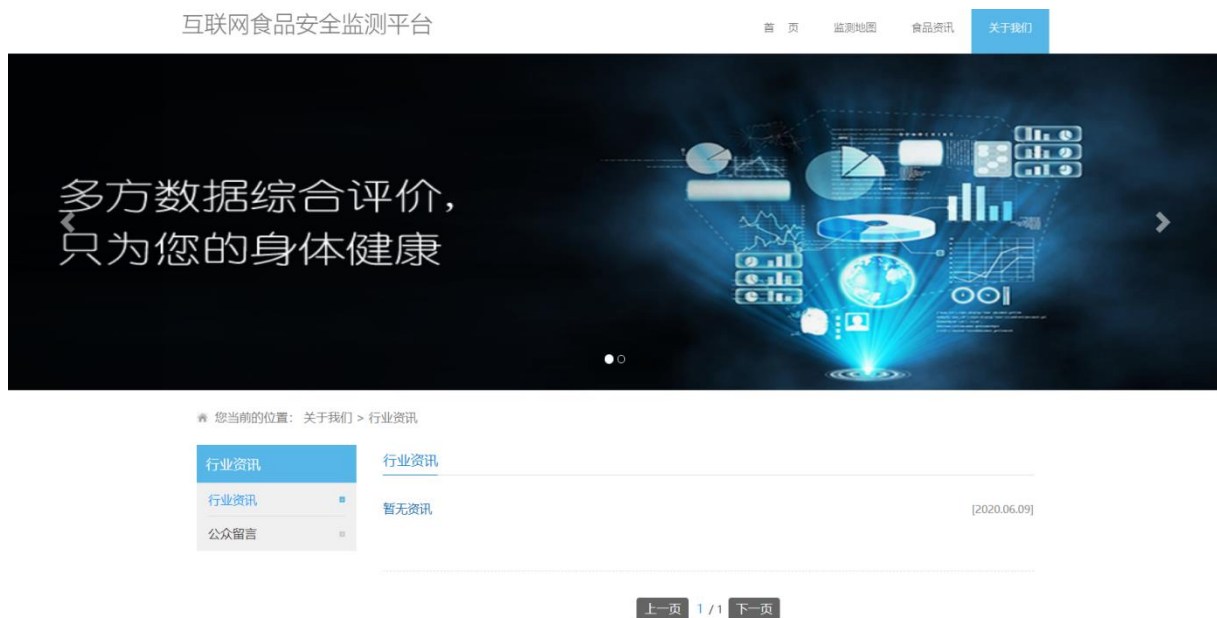 互联网食品安全监测平台
首 页 监测地图 食品资讯 关于我们
多方数据综合评价,
只为您的身体健康
您当前的位置： 关于我们 > 行业资讯
行业资讯
行业资讯
公众留言
行业资讯
暂无资讯 [2020.06.09]
上一页 1 / 1 下一页